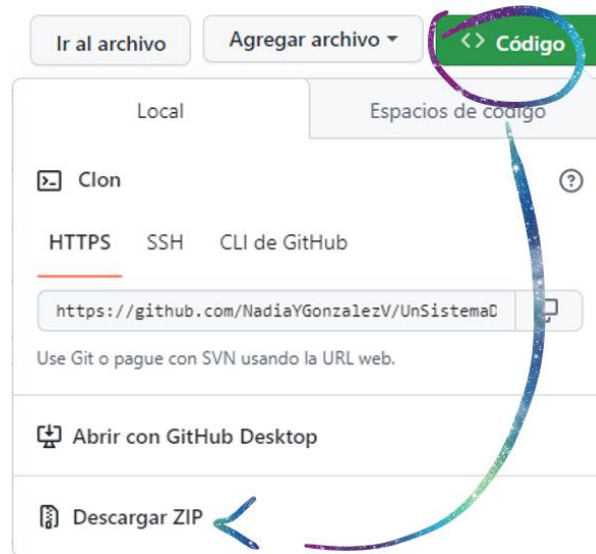 Ir al archivo
Agregar archivo
<> Código
Local
Espacios de código
Clon
HTTPS
SSH
CLI de GitHub
https://github.com/NadiaYGonzalezV/UnSistemaD
Use Git o pague con SVN usando la URL web.
Abrir con GitHub Desktop
Descargar ZIP